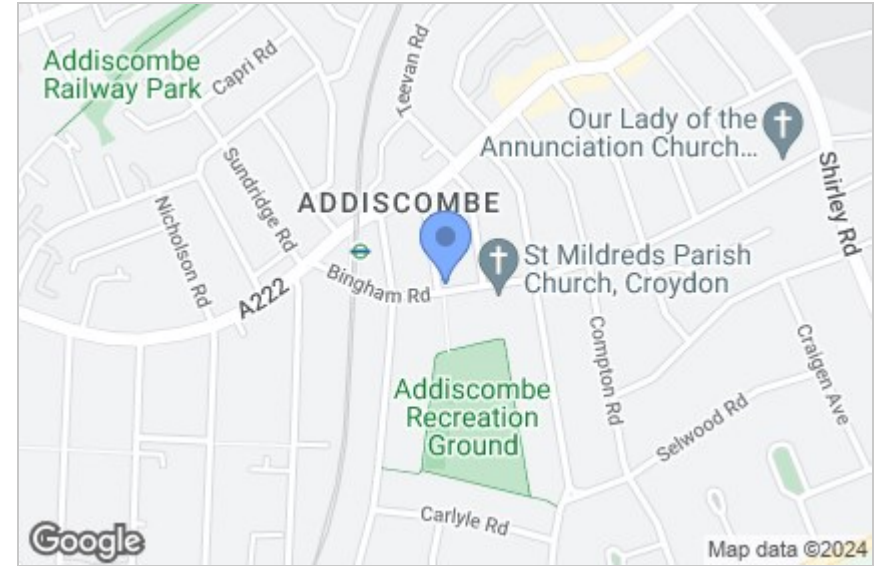 Addiscombe
Railway Park
Capri Rd
Teevan Rd
Our Lady of the
Annunciation Church...
Shirley Rd
Sundridge Rd
Nicholson Rd
ADDISCOMBE
A222
Bingham Rd
St Mildreds Parish
Church, Croydon
Compton Rd
Craigen Ave
Addiscombe
Recreation
Ground
Selwood Rd
Carlyle Rd
Google
Map data ©2024